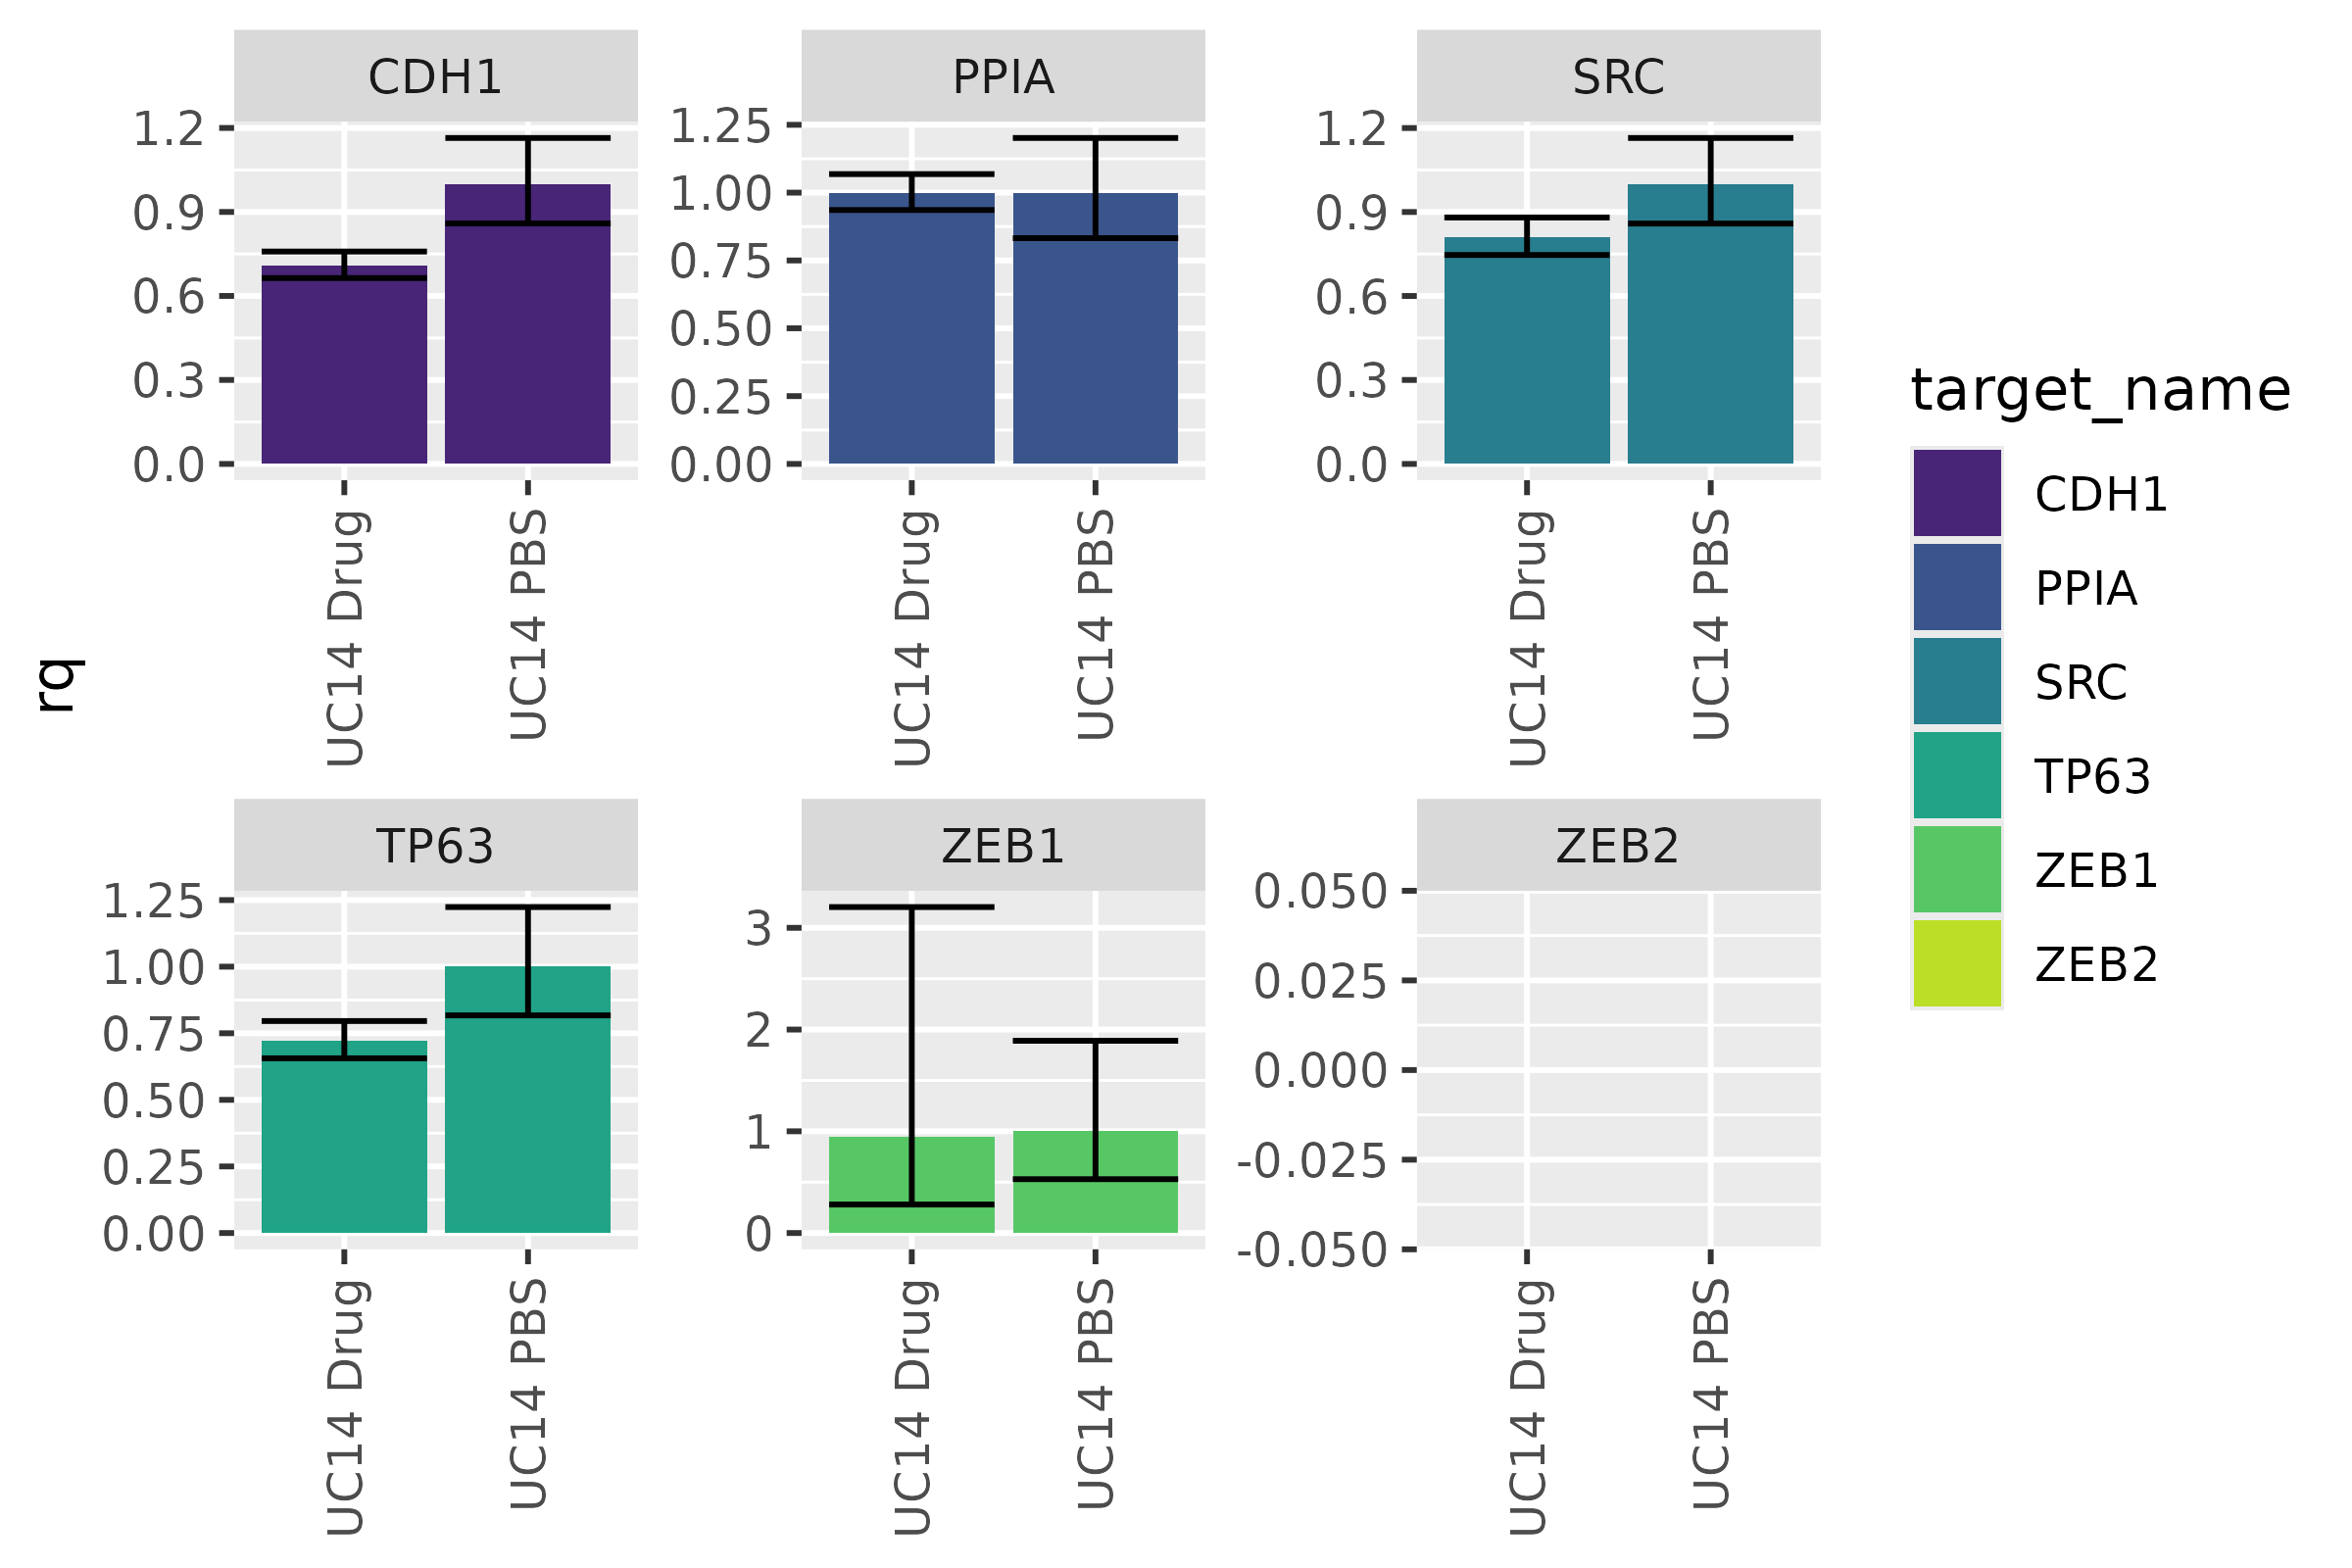 rq
CDH1
1.2
0.9
0.6
0.3
0.0
UC14 Drug
UC14 PBS
PPIA
1.25
1.00
0.75
0.50
0.25
0.00
UC14 Drug
UC14 PBS
SRC
1.2
0.9
0.6
0.3
0.0
UC14 Drug
UC14 PBS
TP63
1.25
1.00
0.75
0.50
0.25
0.00
UC14 Drug
UC14 PBS
ZEB1
3
2
1
0
UC14 Drug
UC14 PBS
ZEB2
0.050
0.025
0.000
-0.025
-0.050
UC14 Drug
UC14 PBS
target_name
CDH1
PPIA
SRC
TP63
ZEB1
ZEB2